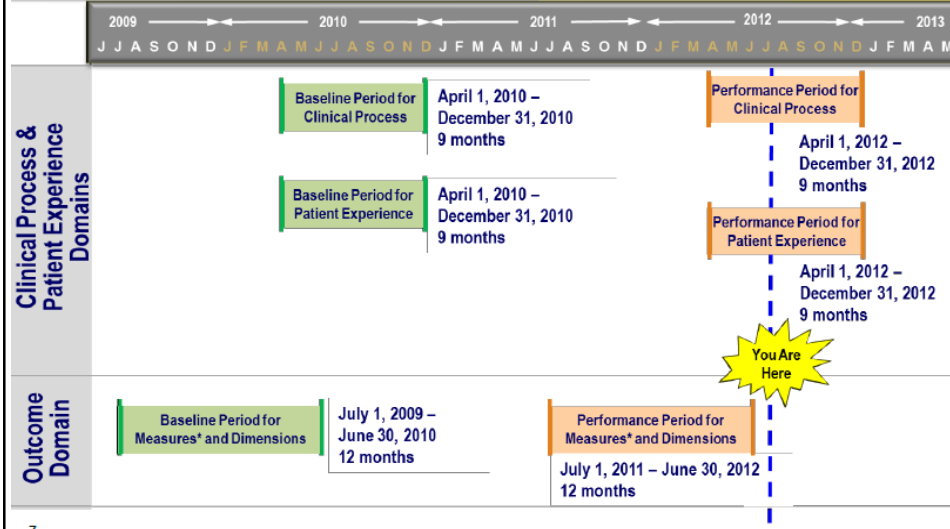 2009 2010 2011 2012 2013
J J A S O N D J F M A M J J A S O N D J F M A M J J A S O N D J F M A M J J A S O N D J F M A M
Clinical Process &
Patient Experience
Domains
Baseline Period for
Clinical Process
April 1, 2010 –
December 31, 2010
9 months
Performance Period for
Clinical Process
April 1, 2012 –
December 31, 2012
9 months
Baseline Period for
Patient Experience
April 1, 2010 –
December 31, 2010
9 months
Performance Period for
Patient Experience
April 1, 2012 –
December 31, 2012
9 months
You Are
Here
Outcome
Domain
Baseline Period for
Measures* and Dimensions
July 1, 2009 –
June 30, 2010
12 months
Performance Period for
Measures* and Dimensions
July 1, 2011 – June 30, 2012
12 months